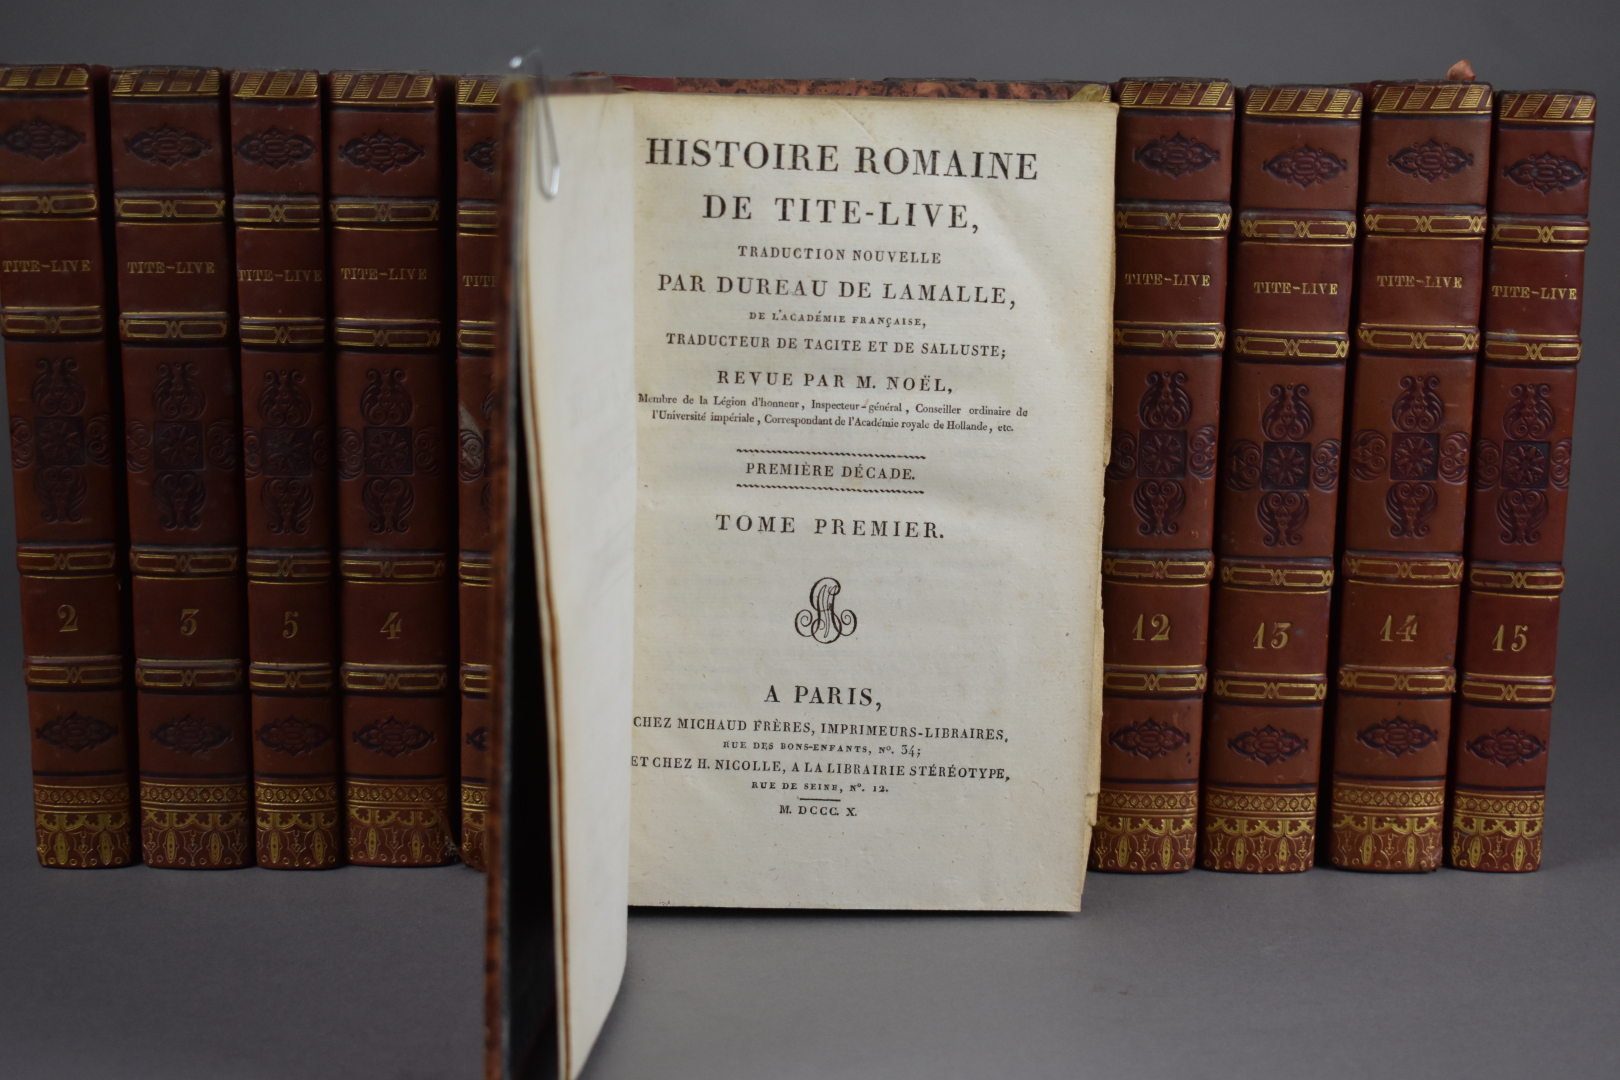 HISTOIRE ROMAINE
DE TITE-LIVE,
TRADUCTION NOUVELLE
PAR DUREAU DE LAMALLE,
DE L'ACADÉMIE FRANÇAISE,
TRADUCTEUR DE TACITE ET DE SALLUSTE;
REVUE PAR M. NOËL,
Membre de la Légion d'honneur, Inspecteur-général, Conseiller ordinaire de
l'Université impériale, Correspondant de l'Académie royale de Hollande, etc.
PREMIÈRE DÉCADE.
TOME PREMIER.
A PARIS,
CHEZ MICHAUD FRÈRES, IMPRIMEURS-LIBRAIRES,
RUE DES BONS-ENFANTS, Nº. 34;
ET CHEZ H. NICOLLE, A LA LIBRAIRIE STÉRÉOTYPE,
RUE DE SEINE, Nº. 12.
M. DCCC. X.
TITE-LIVE
2
TITE-LIVE
3
TITE-LIVE
5
TITE-LIVE
4
TITE-LIVE
12
TITE-LIVE
13
TITE-LIVE
14
TITE-LIVE
15